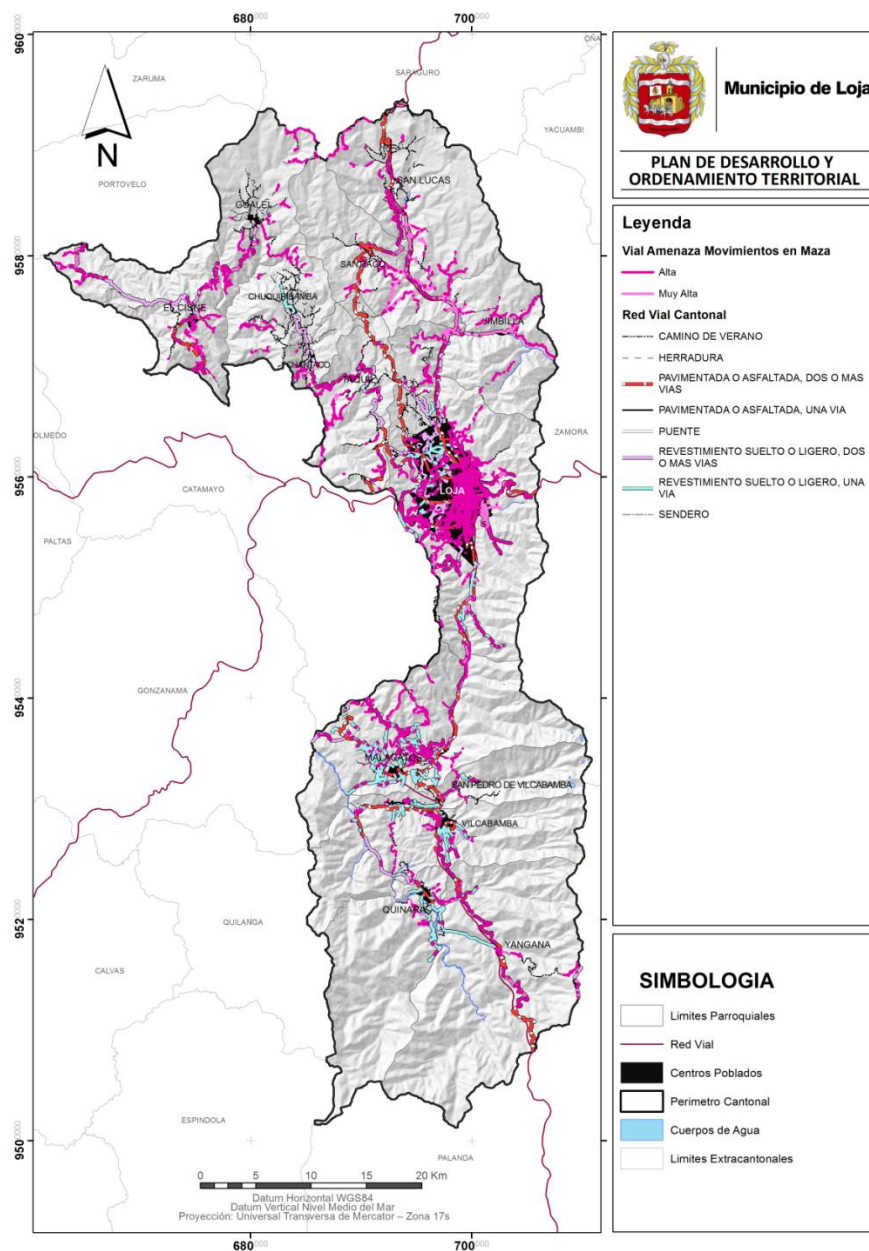 Municipio de Loja
PLAN DE DESARROLLO Y
ORDENAMIENTO TERRITORIAL
Leyenda
Vial Amenaza Movimientos en Maza
Alta
Muy Alta
Red Vial Cantonal
CAMINO DE VERANO
HERRADURA
PAVIMENTADA O ASFALTADA, DOS O MAS
VIAS
PAVIMENTADA O ASFALTADA, UNA VIA
PUENTE
REVESTIMIENTO SUELTO O LIGERO, DOS
O MAS VIAS
REVESTIMIENTO SUELTO O LIGERO, UNA
VIA
SENDERO
SIMBOLOGIA
Limites Parroquiales
Red Vial
Centros Poblados
Perimetro Cantonal
Cuerpos de Agua
Limites Extracantonales
680000
700000
960000
958000
956000
954000
952000
950000
OÑA
ZARUMA
SARAGURO
YACUAMBI
N
PORTOVELO
SAN LUCAS
GUALEL
SANTIAGO
CHUQUIRIBAMBA
EL CISNE
JIMBILLA
CHANTACO
TAQUIL
OLMEDO
ZAMORA
CATAMAYO
LOJA
PALTAS
GONZANAMA
MALACATOS
SAN PEDRO DE VILCABAMBA
VILCABAMBA
QUINARA
QUILANGA
YANGANA
CALVAS
ESPINDOLA
PALANDA
0 5 10 15 20 Km
Datum Horizontal WGS84
Datum Vertical Nivel Medio del Mar
Proyección: Universal Transversa de Mercator – Zona 17s
680000
700000